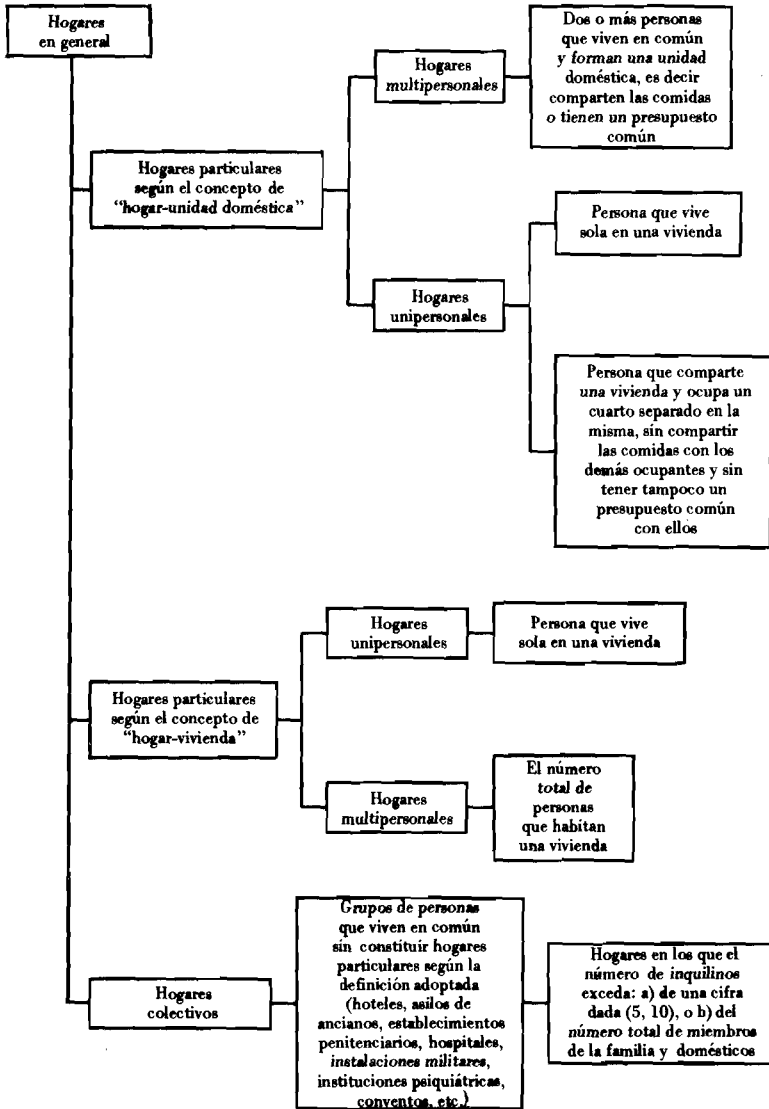 Hogares
en general
Hogares particulares
según el concepto de
“hogar-unidad doméstica”
Hogares
multipersonales
Dos o más personas
que viven en común
y forman una unidad
doméstica, es decir
comparten las comidas
o tienen un presupuesto
común
Hogares
unipersonales
Persona que vive
sola en una vivienda
Persona que comparte
una vivienda y ocupa un
cuarto separado en la
misma, sin compartir
las comidas con los
demás ocupantes y sin
tener tampoco un
presupuesto común
con ellos
Hogares particulares
según el concepto de
“hogar-vivienda”
Hogares
unipersonales
Persona que vive
sola en una vivienda
Hogares
multipersonales
El número
total de
personas
que habitan
una vivienda
Hogares
colectivos
Grupos de personas
que viven en común
sin constituir hogares
particulares según la
definición adoptada
(hoteles, asilos de
ancianos, establecimientos
penitenciarios, hospitales,
instalaciones militares,
instituciones psiquiátricas,
conventos, etc.)
Hogares en los que el
número de inquilinos
exceda: a) de una cifra
dada (5, 10), o b) del
número total de miembros
de la familia y domésticos